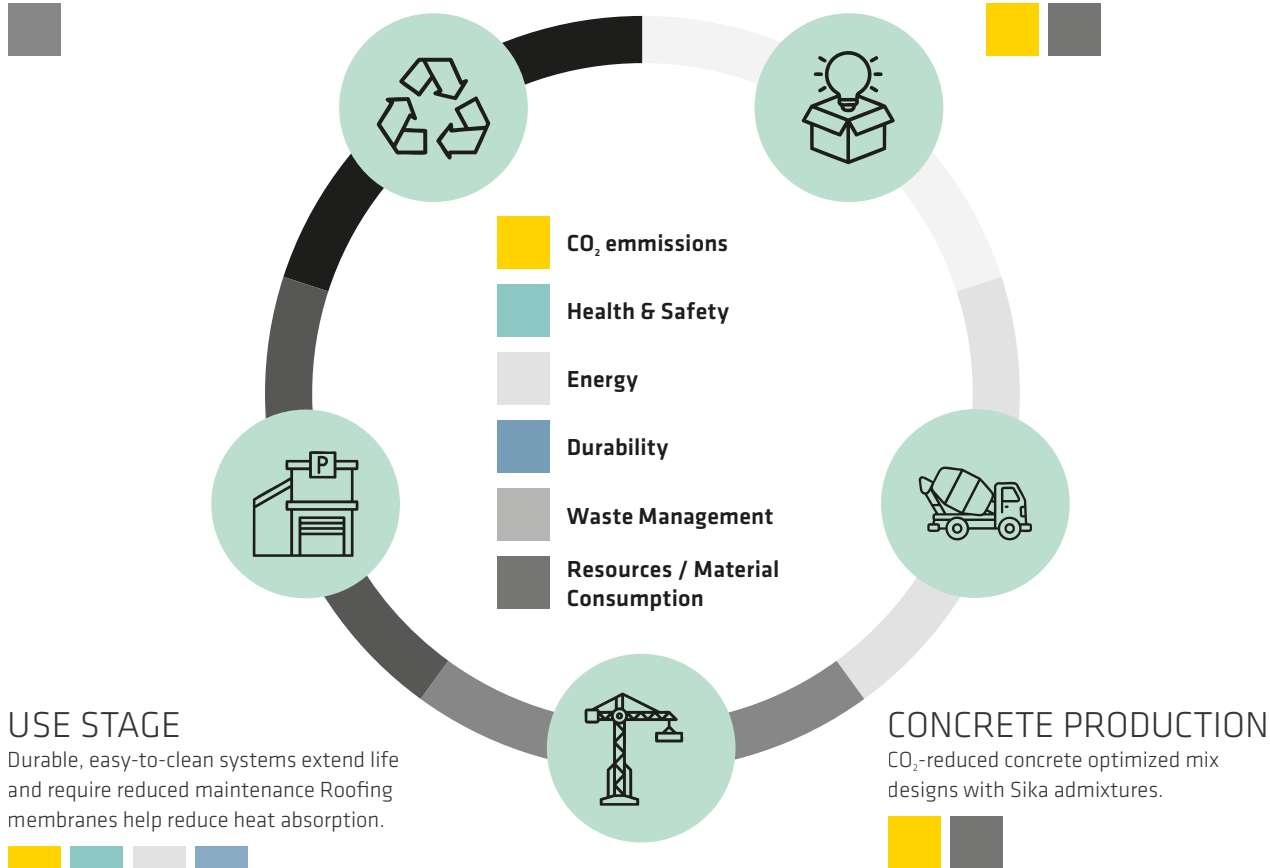 CO₂ emmissions
Health & Safety
Energy
Durability
Waste Management
Resources / Material
Consumption
P
USE STAGE
Durable, easy-to-clean systems extend life
and require reduced maintenance Roofing
membranes help reduce heat absorption.
CONCRETE PRODUCTION
CO₂-reduced concrete optimized mix
designs with Sika admixtures.